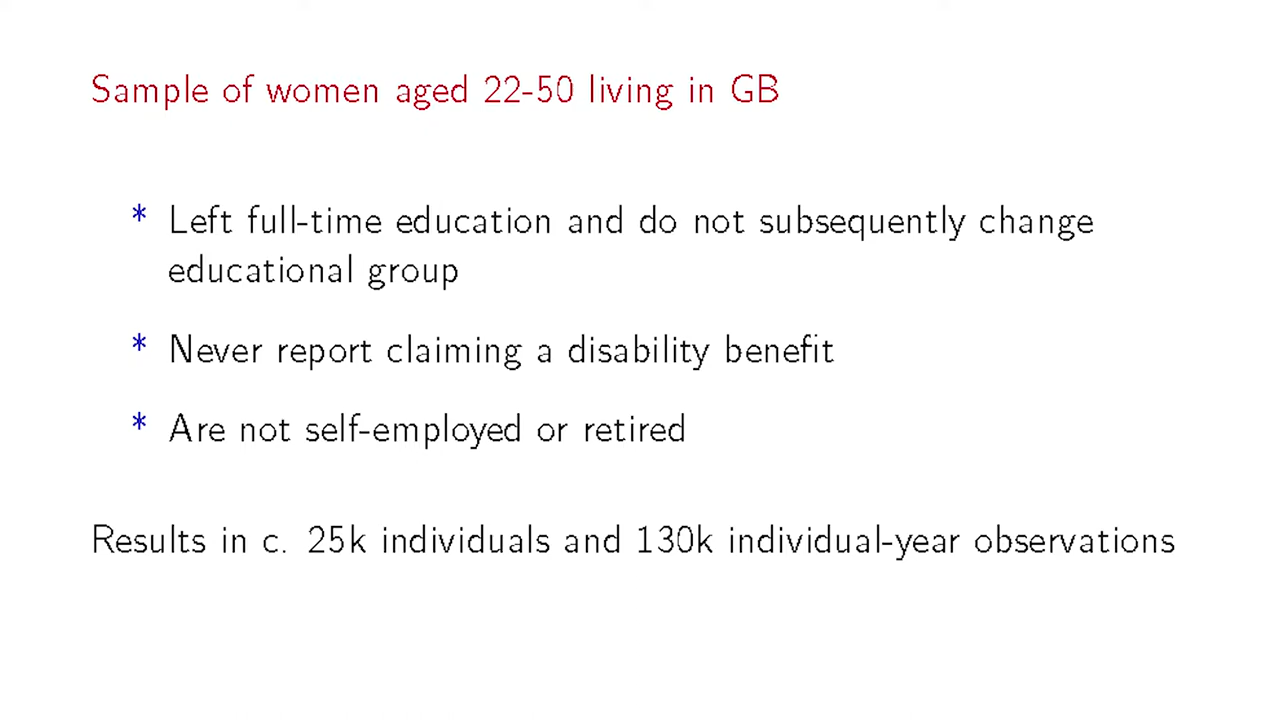 Sample of women aged 22-50 living in GB
* Left full-time education and do not subsequently change
educational group
* Never report claiming a disability benefit
* Are not self-employed or retired
Results in c. 25k individuals and 130k individual-year observations